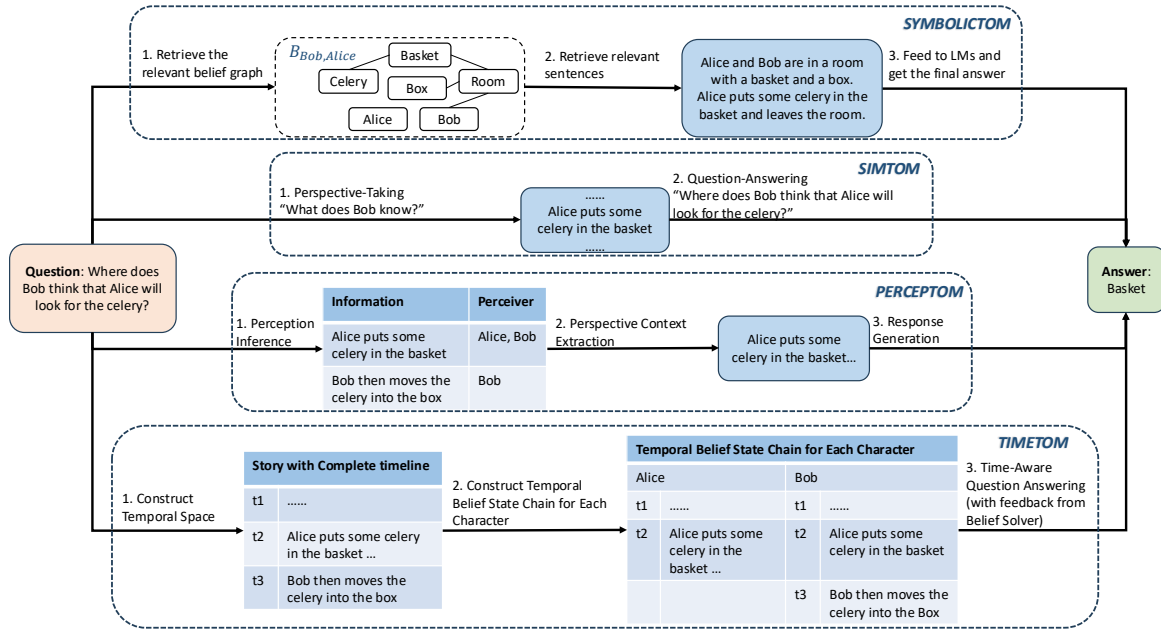 SYMBOLICTOM
1. Retrieve the
relevant belief graph
B_Bob,Alice
Basket
Celery
Box
Room
Alice
Bob
2. Retrieve relevant
sentences
Alice and Bob are in a room
with a basket and a box.
Alice puts some celery in the
basket and leaves the room.
3. Feed to LMs and
get the final answer
SIMTOM
1. Perspective-Taking
“What does Bob know?”
......
Alice puts some
celery in the basket
......
2. Question-Answering
“Where does Bob think that Alice will
look for the celery?”
Question: Where does
Bob think that Alice will
look for the celery?
Answer:
Basket
PERCEPTOM
1. Perception
Inference
Information Perceiver
Alice puts some
celery in the basket
Alice, Bob
Bob then moves the
celery into the box
Bob
2. Perspective Context
Extraction
Alice puts some
celery in the basket…
3. Response
Generation
TIMETOM
1. Construct
Temporal Space
Story with Complete timeline
t1 ......
t2 Alice puts some celery
in the basket …
t3 Bob then moves the
celery into the box
2. Construct Temporal
Belief State Chain for Each
Character
Temporal Belief State Chain for Each Character
Alice
t1 ......
t2 Alice puts some
celery in the
basket …
Bob
t1 ......
t2 Alice puts some
celery in the basket
t3 Bob then moves the
celery into the Box
3. Time-Aware
Question Answering
(with feedback from
Belief Solver)